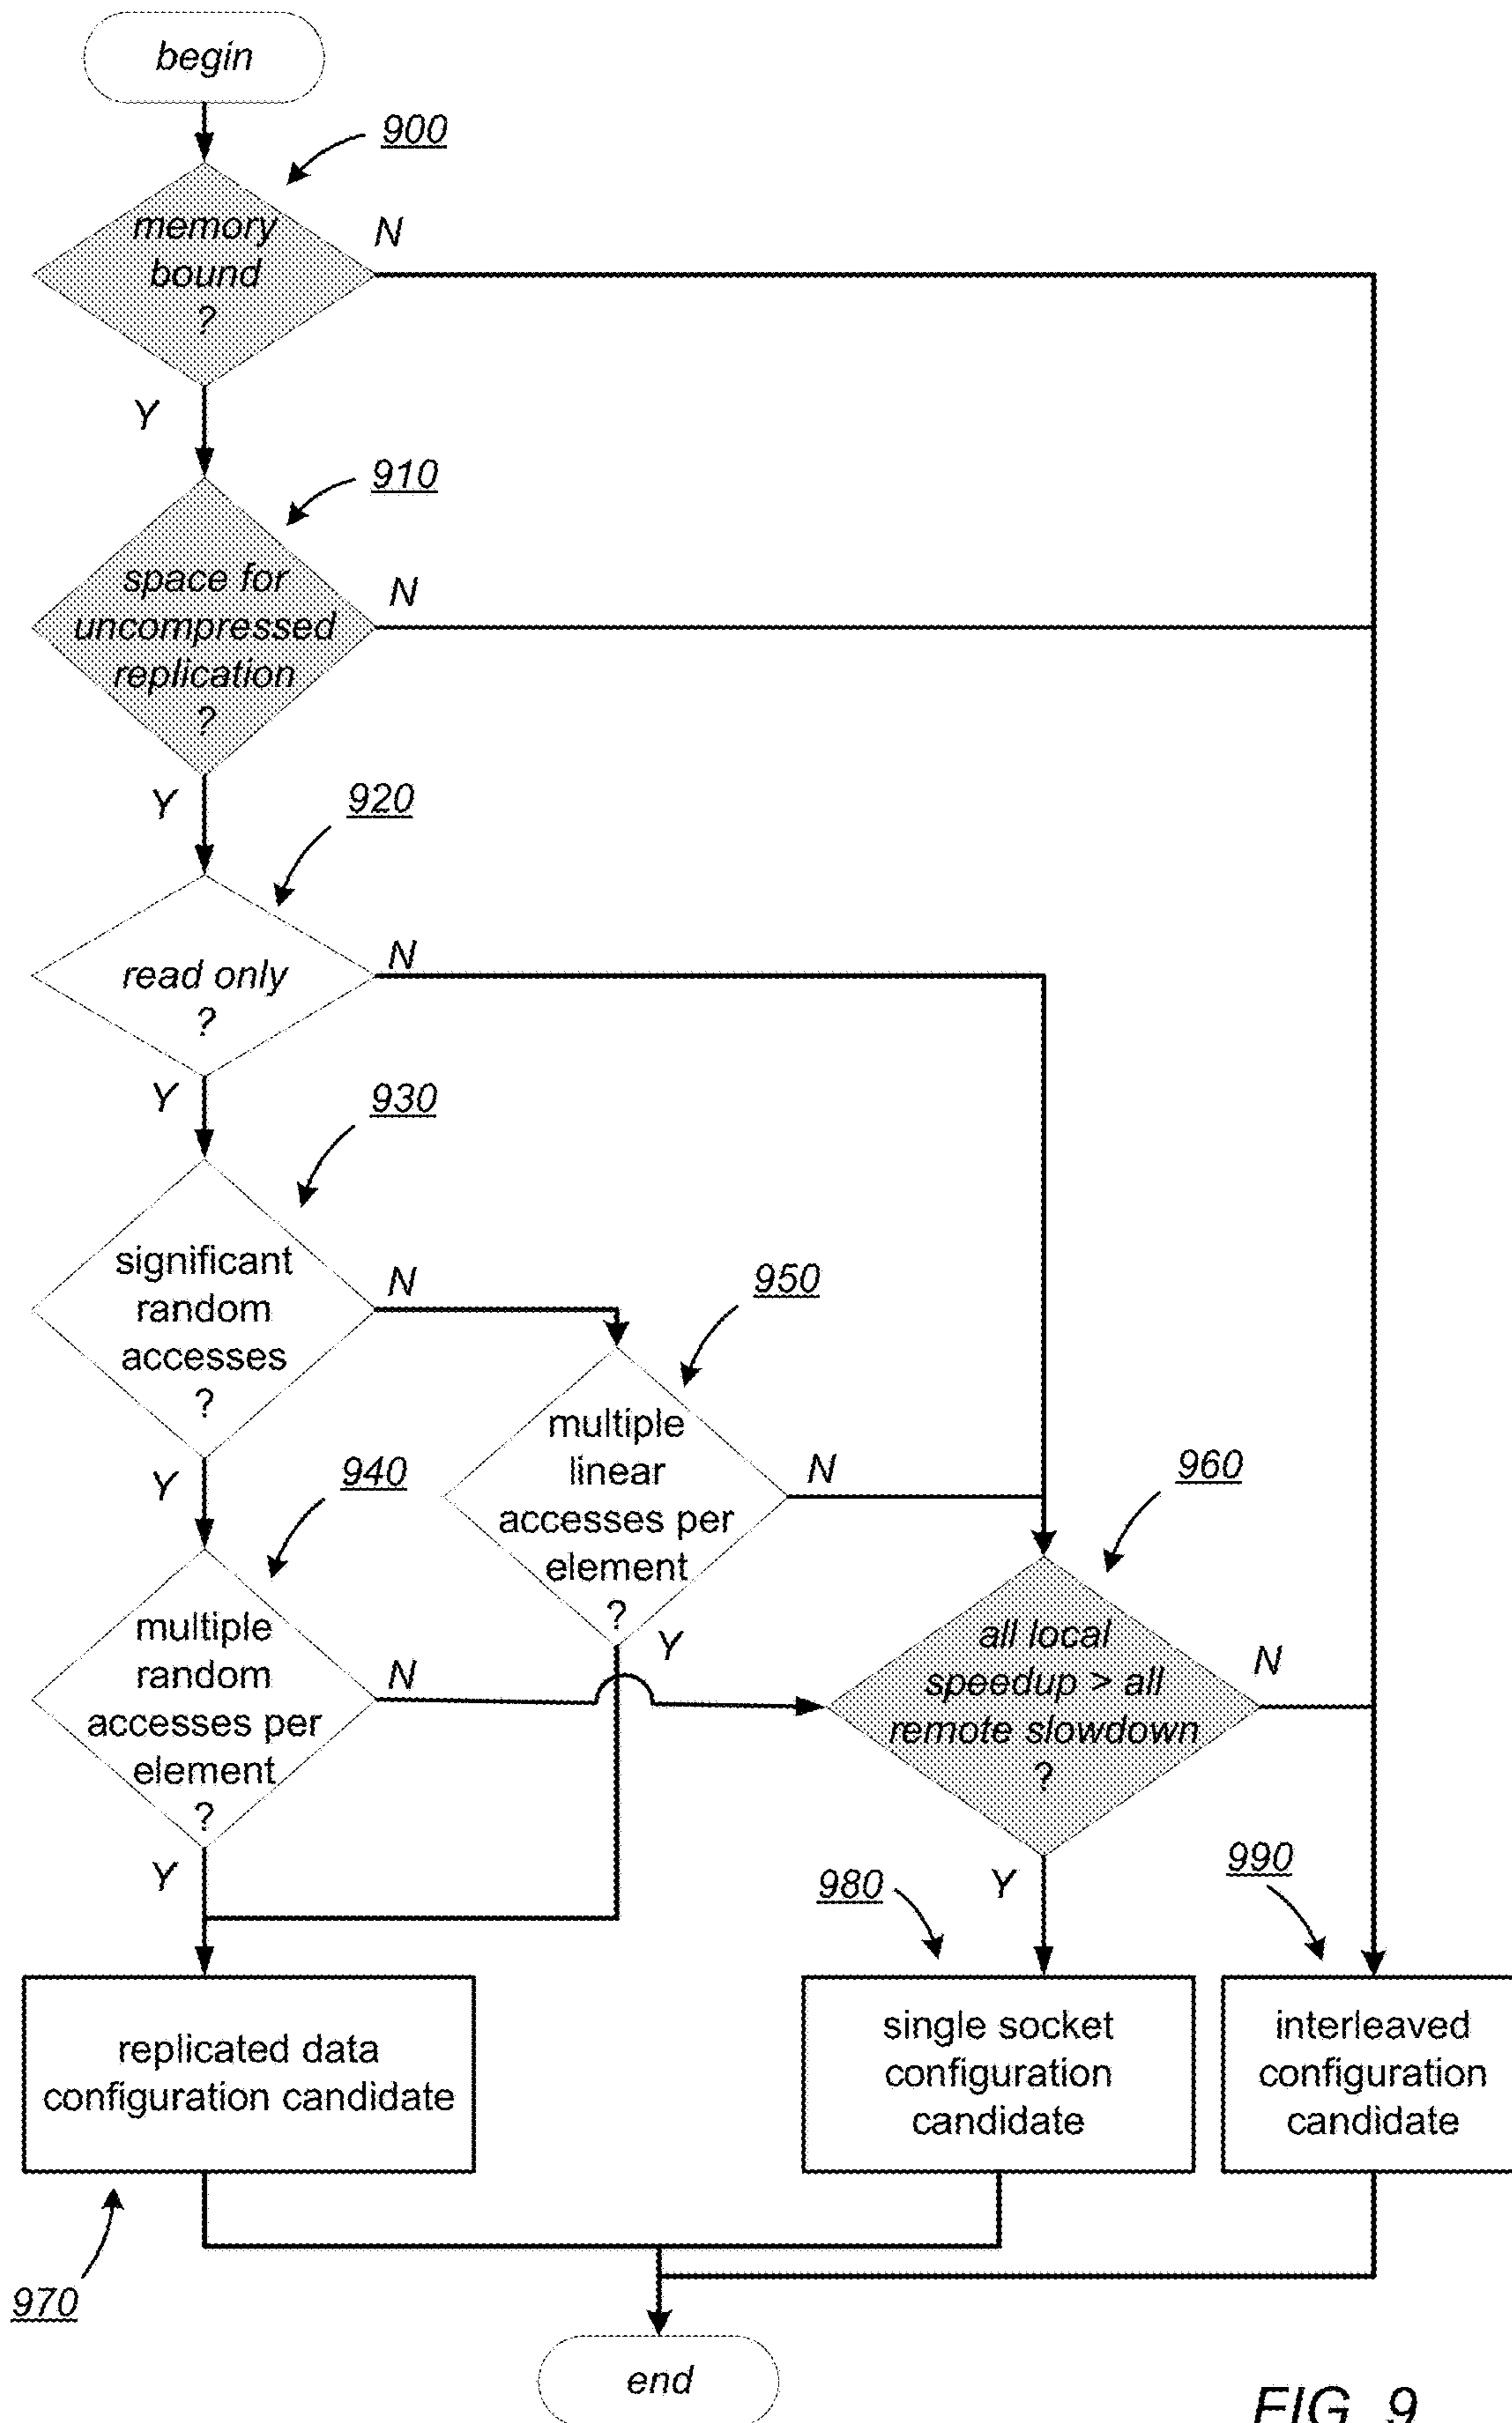 begin
900
memory
bound
?
N
Y
910
space for
uncompressed
replication
?
N
Y
920
read only
?
N
Y
930
significant
random
accesses
?
N
Y
950
multiple
linear
accesses per
element
?
N
Y
940
multiple
random
accesses per
element
?
N
Y
960
all local
speedup > all
remote slowdown
?
N
Y
980
990
replicated data
configuration candidate
single socket
configuration
candidate
interleaved
configuration
candidate
970
end
FIG. 9